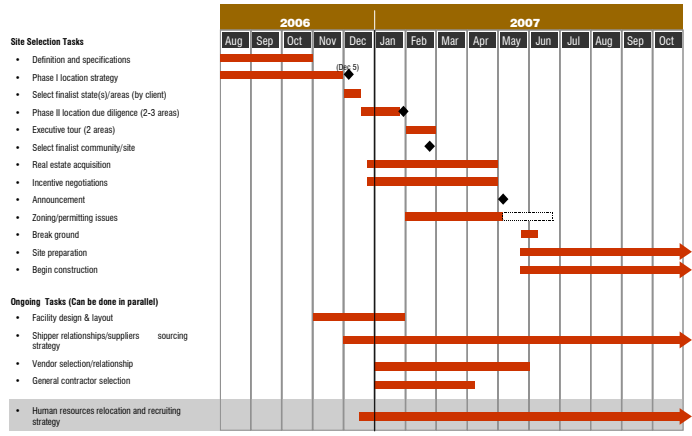 2006 2007
Site Selection Tasks Aug Sep Oct Nov Dec Jan Feb Mar Apr May Jun Jul Aug Sep Oct
• Definition and specifications
(Dec 5)
• Phase I location strategy
• Select finalist state(s)/areas (by client)
• Phase II location due diligence (2-3 areas)
• Executive tour (2 areas)
• Select finalist community/site
• Real estate acquisition
• Incentive negotiations
• Announcement
• Zoning/permitting issues
• Break ground
• Site preparation
• Begin construction
Ongoing Tasks (Can be done in parallel)
• Facility design & layout
• Shipper relationships/suppliers sourcing
strategy
• Vendor selection/relationship
• General contractor selection
• Human resources relocation and recruiting
strategy